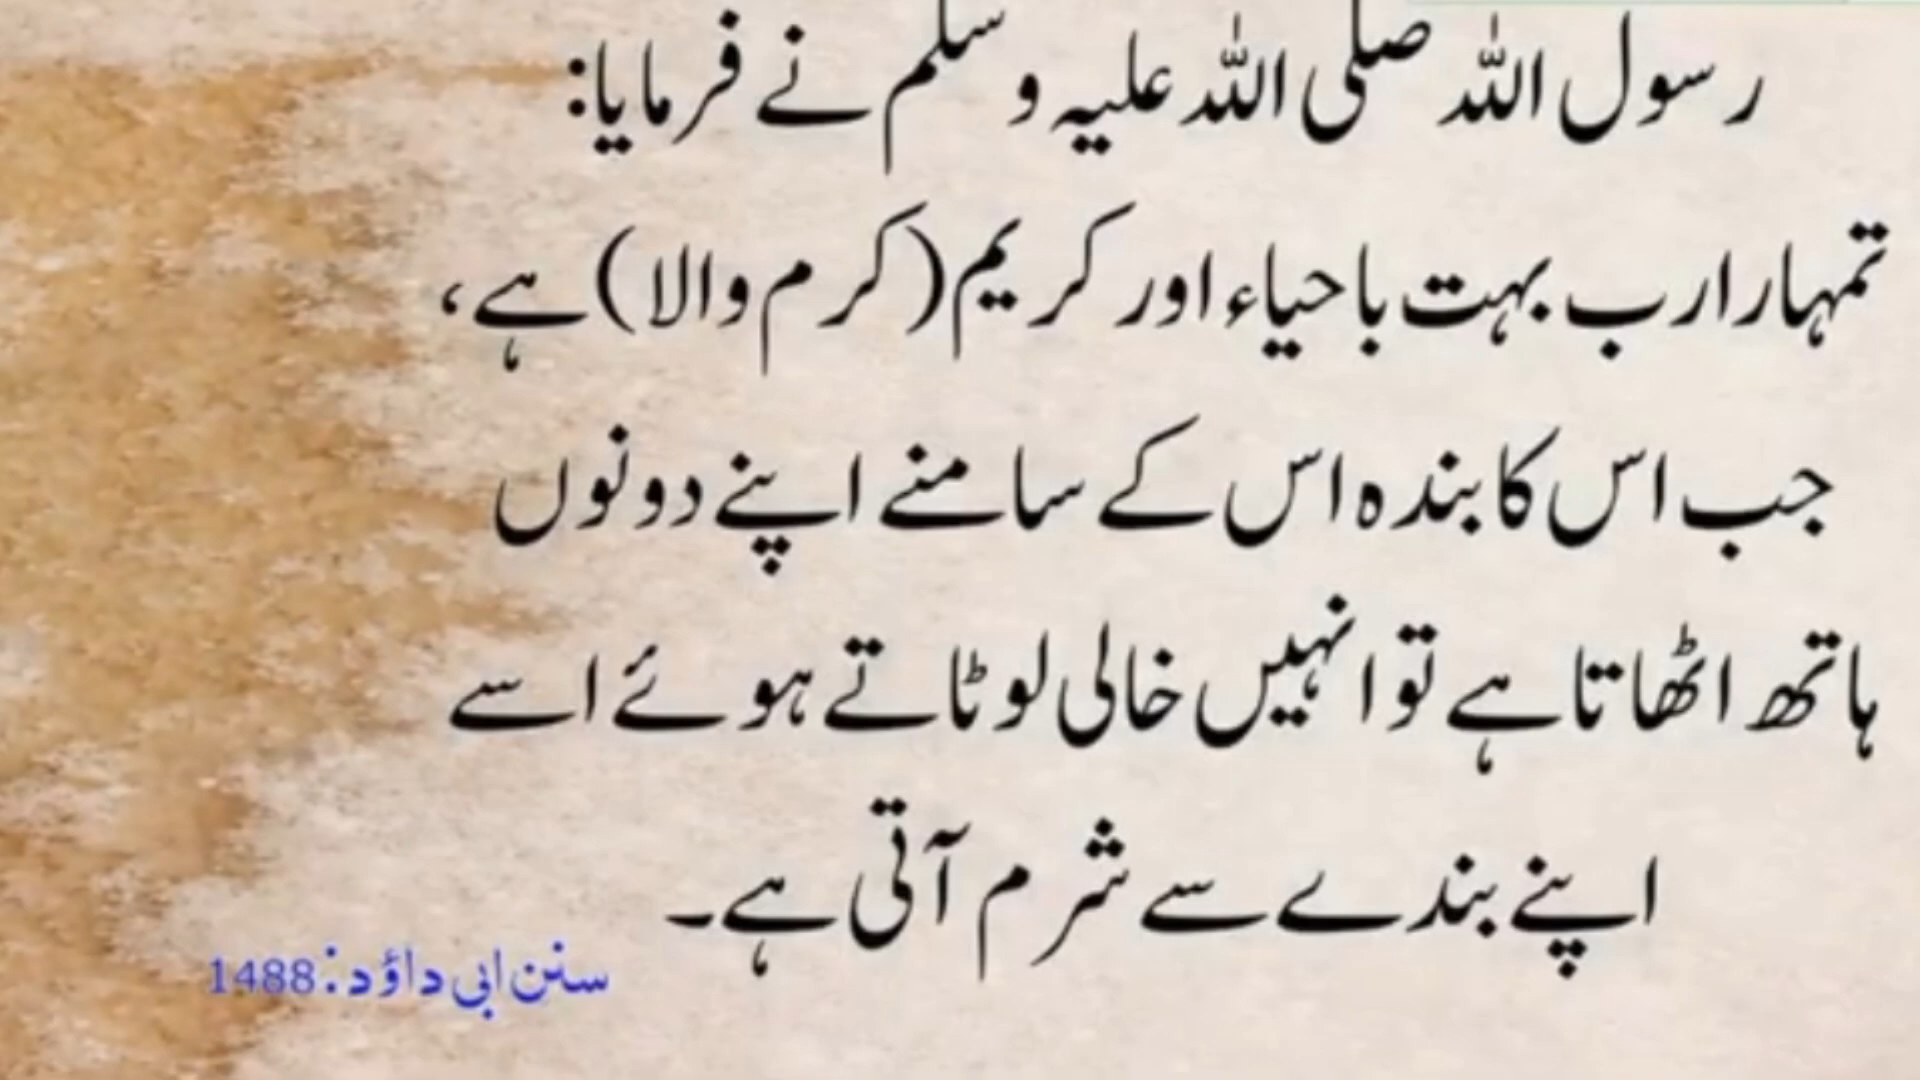 رسول اللہ صلی اللہ علیہ وسلم نے فرمایا:
تمہارا رب بہت باحیاء اور کریم (کرم والا) ہے،
جب اس کا بندہ اس کے سامنے اپنے دونوں
ہاتھ اٹھاتا ہے تو انہیں خالی لوٹاتے ہوئے اسے
اپنے بندے سے شرم آتی ہے۔
سنن ابی داؤد: 1488